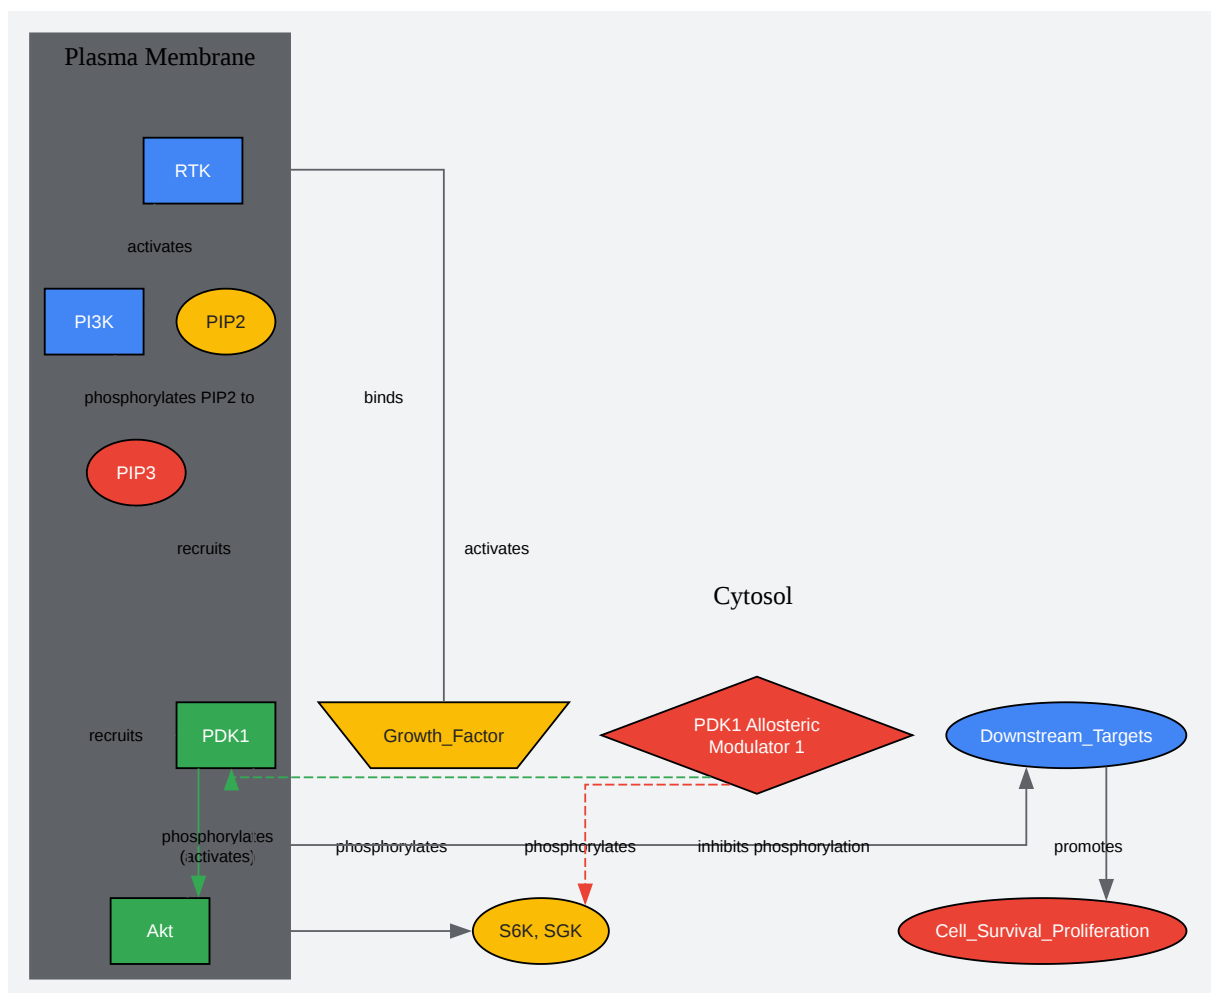 Plasma Membrane
RTK
activates
PI3K
PIP2
phosphorylates PIP2 to
binds
PIP3
recruits
activates
Cytosol
recruits
PDK1
Growth_Factor
PDK1 Allosteric
Modulator 1
Downstream_Targets
phosphorylates
(activates)
phosphorylates
phosphorylates
inhibits phosphorylation
promotes
Akt
S6K, SGK
Cell_Survival_Proliferation